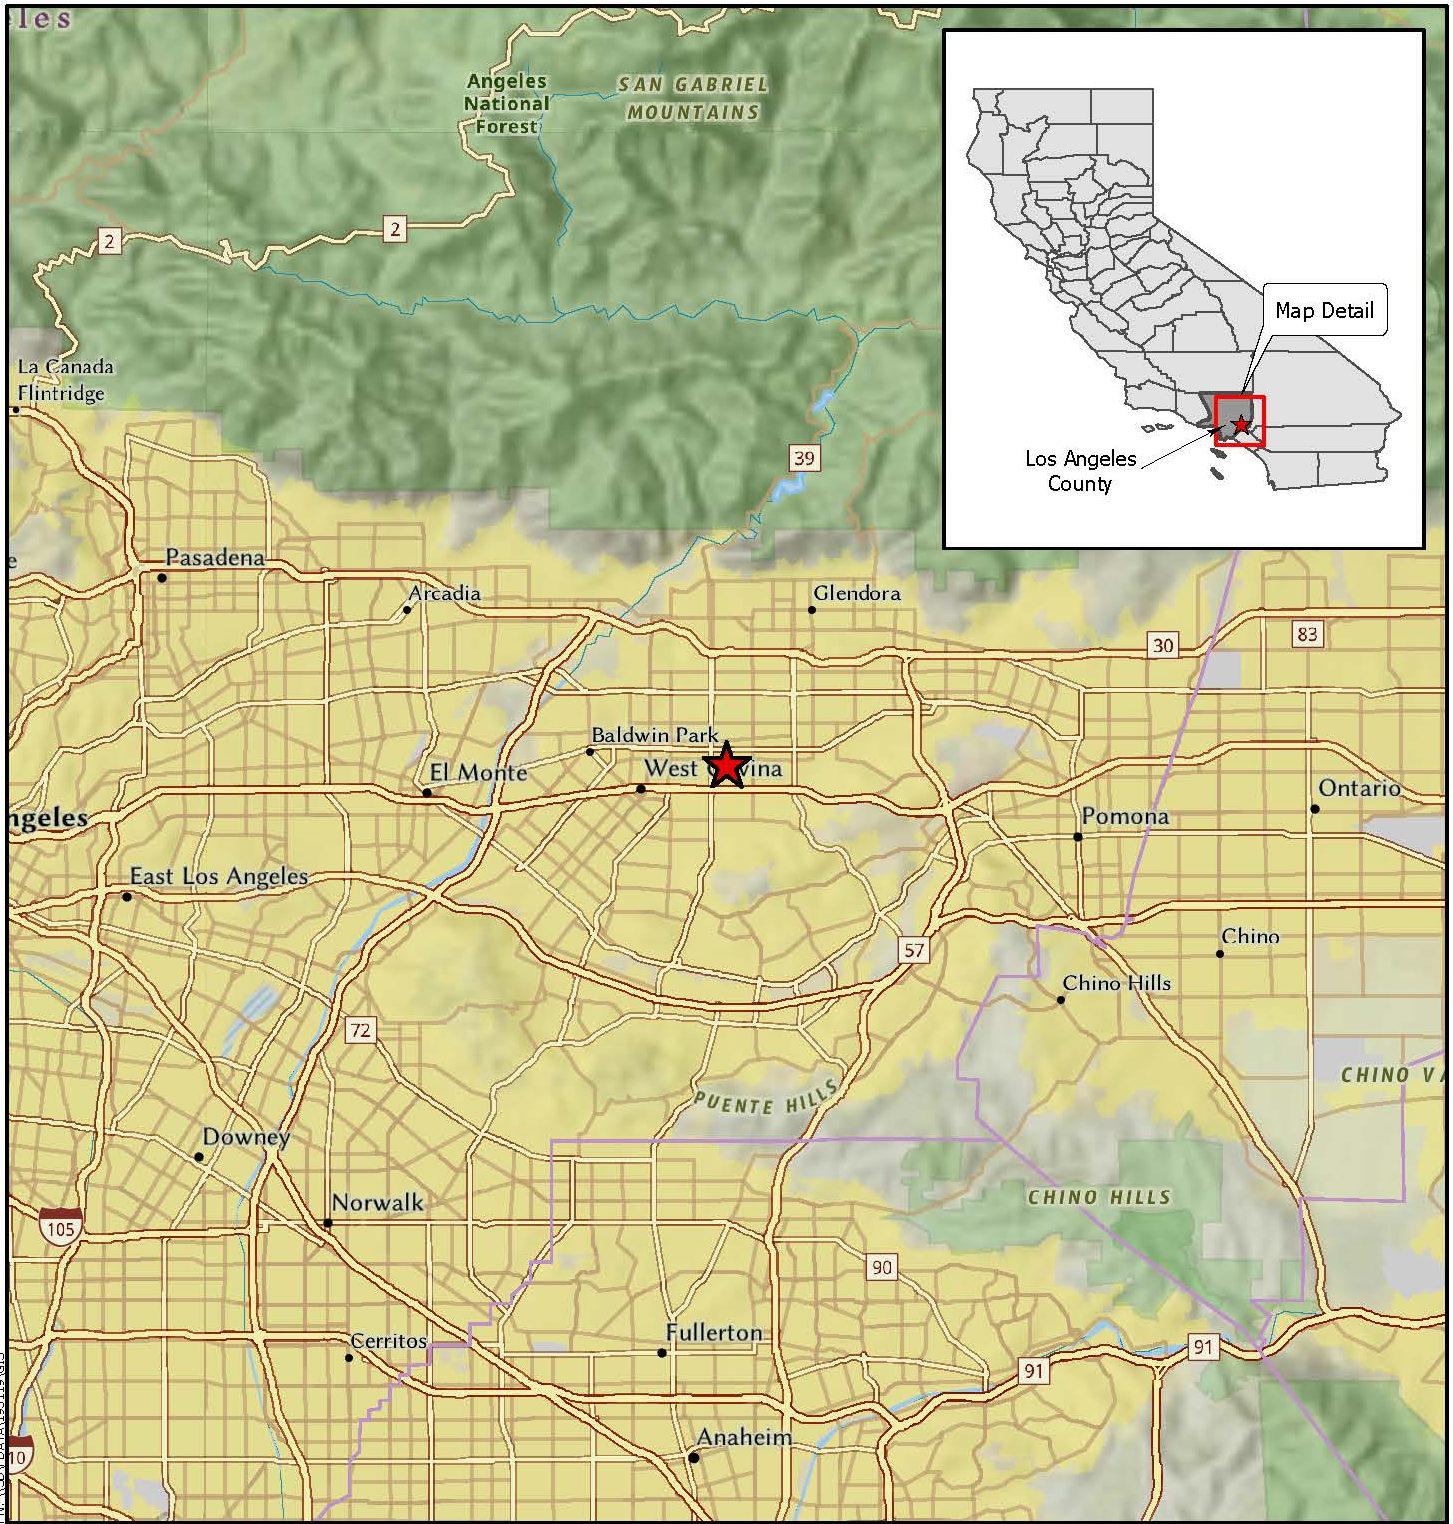 les
Angeles
National
Forest
SAN GABRIEL
MOUNTAINS
2
2
Map Detail
La Canada
Flintridge
39
Los Angeles
County
e
Pasadena
Arcadia
Glendora
30
83
Baldwin Park
El Monte
West
vina
ngeles
Ontario
Pomona
East Los Angeles
57
Chino
Chino Hills
72
CHINO VA
PUENTE HILLS
Downey
CHINO HILLS
Norwalk
105
90
Cerritos
Fullerton
91
91
Anaheim
10